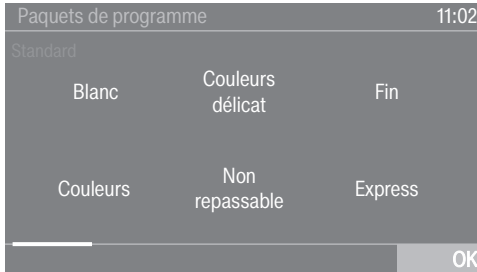 Paquets de programme 11:02
Standard
Blanc
Couleurs
délicat
Fin
Couleurs
Non
repassable
Express
OK